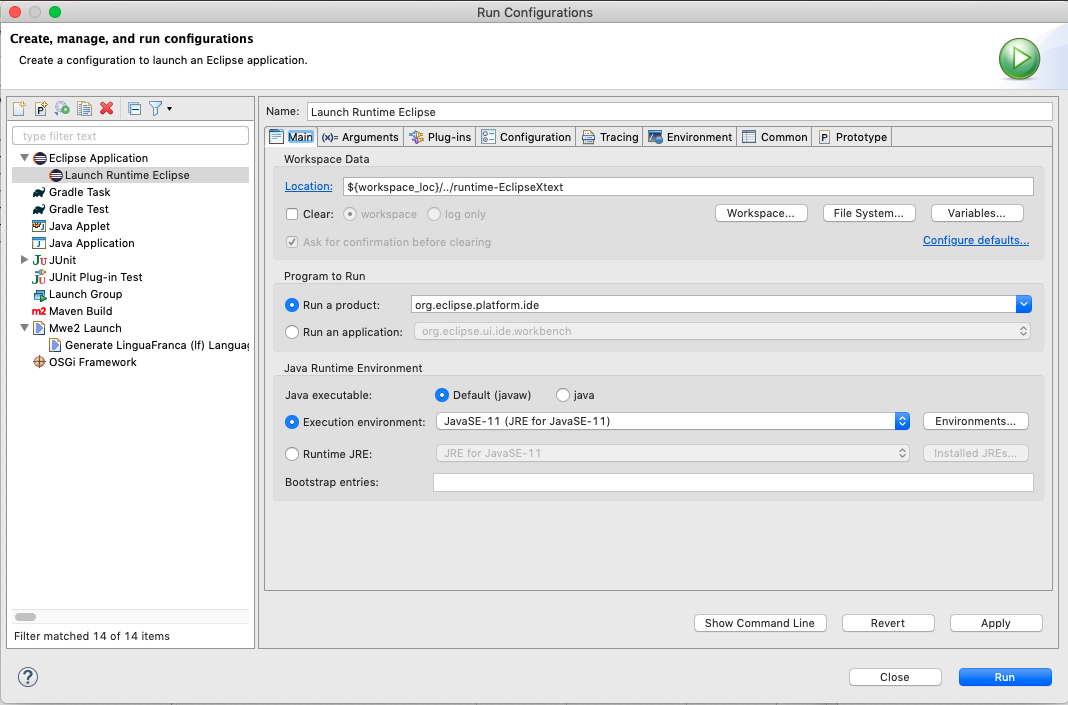 Run Configurations
Create, manage, and run configurations
Create a configuration to launch an Eclipse application.
type filter text
Eclipse Application
Launch Runtime Eclipse
Gradle Task
Gradle Test
Java Applet
Java Application
JUnit
JUnit Plug-in Test
Launch Group
Maven Build
Mwe2 Launch
Generate LinguaFranca (lf) Langua
OSGi Framework
Filter matched 14 of 14 items
Name: Launch Runtime Eclipse
Main (x)= Arguments Plug-ins Configuration Tracing Environment Common Prototype
Workspace Data
Location: ${workspace_loc}/../runtime-EclipseXtext
Clear: workspace log only Workspace... File System... Variables...
Ask for confirmation before clearing Configure defaults...
Program to Run
Run a product: org.eclipse.platform.ide
Run an application: org.eclipse.ui.ide.workbench
Java Runtime Environment
Java executable: Default (javaw) java
Execution environment: JavaSE-11 (JRE for JavaSE-11) Environments...
Runtime JRE: JRE for JavaSE-11 Installed JREs...
Bootstrap entries:
Show Command Line Revert Apply
? Close Run